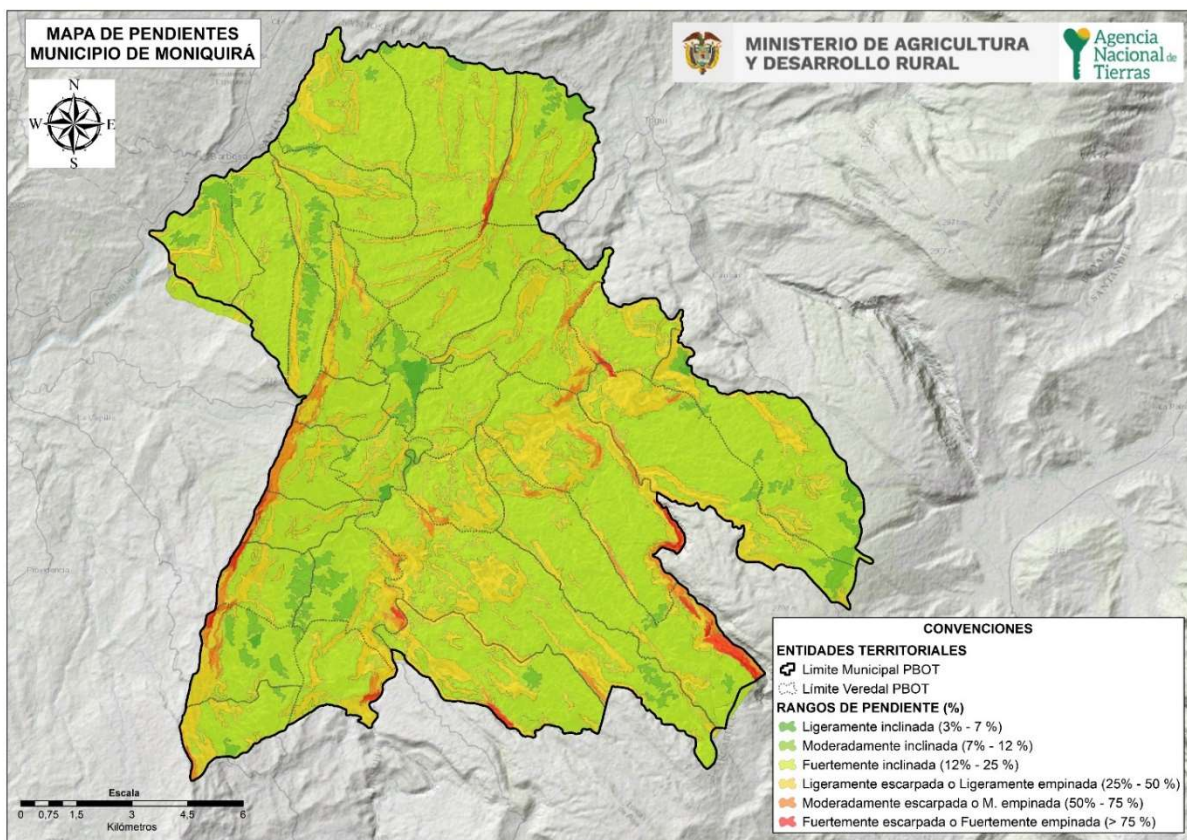 MAPA DE PENDIENTES
MUNICIPIO DE MONIQUIRÁ
N
W E
S
MINISTERIO DE AGRICULTURA
Y DESARROLLO RURAL
Agencia
Nacional de
Tierras
Barbosa
Togüí
Providencia
CONVENCIONES
ENTIDADES TERRITORIALES
Límite Municipal PBOT
Límite Veredal PBOT
RANGOS DE PENDIENTE (%)
Ligeramente inclinada (3% - 7 %)
Moderadamente inclinada (7% - 12 %)
Fuertemente inclinada (12% - 25 %)
Ligeramente escarpada o Ligeramente empinada (25% - 50 %)
Moderadamente escarpada o M. empinada (50% - 75 %)
Fuertemente escarpada o Fuertemente empinada (> 75 %)
Escala
0 0,75 1,5 3 4,5 6
Kilómetros